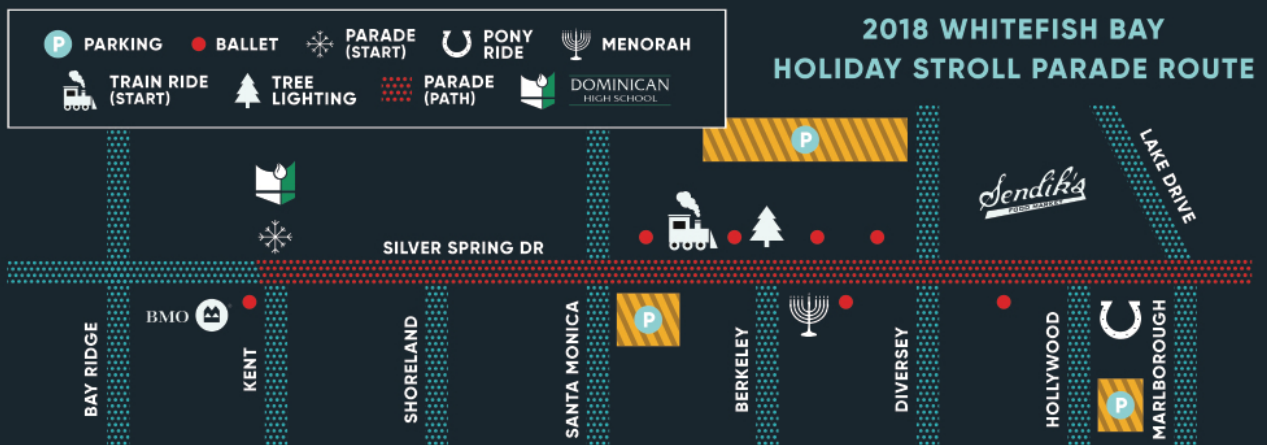 2018 WHITEFISH BAY
HOLIDAY STROLL PARADE ROUTE
P PARKING
BALLET
PARADE
(START)
PONY
RIDE
MENORAH
TRAIN RIDE
(START)
TREE
LIGHTING
PARADE
(PATH)
DOMINICAN
HIGH SCHOOL
P
LAKE DRIVE
Sendik's
FOOD MARKET
SILVER SPRING DR
BMO
P
BAY RIDGE
KENT
SHORELAND
SANTA MONICA
BERKELEY
DIVERSEY
HOLLYWOOD
MARLBOROUGH
P